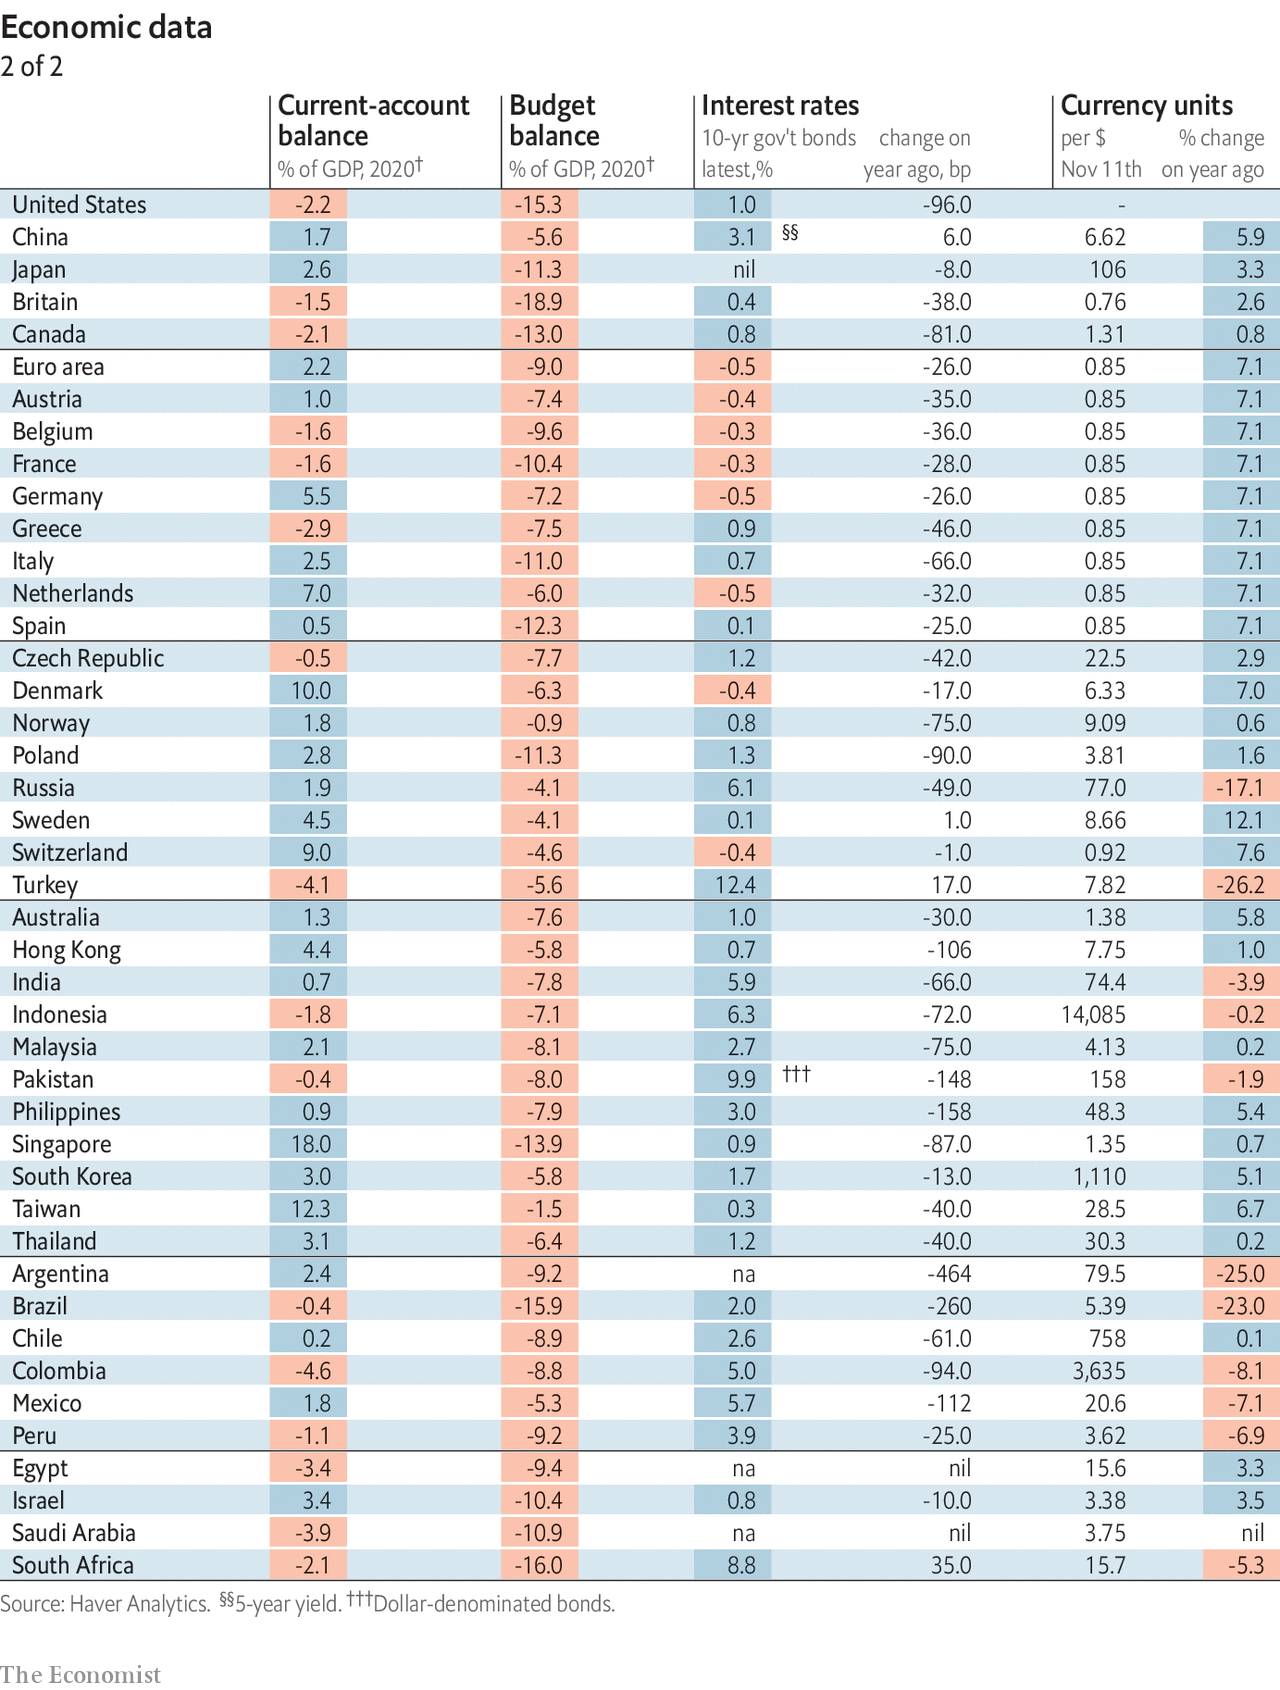 Economic data
2 of 2
Current-account balance % of GDP, 2020† Budget balance % of GDP, 2020† Interest rates 10-yr gov't bonds latest,% change on year ago, bp Currency units per $ Nov 11th % change on year ago
United States -2.2 -15.3 1.0 -96.0 -
China 1.7 -5.6 3.1 §§ 6.0 6.62 5.9
Japan 2.6 -11.3 nil -8.0 106 3.3
Britain -1.5 -18.9 0.4 -38.0 0.76 2.6
Canada -2.1 -13.0 0.8 -81.0 1.31 0.8
Euro area 2.2 -9.0 -0.5 -26.0 0.85 7.1
Austria 1.0 -7.4 -0.4 -35.0 0.85 7.1
Belgium -1.6 -9.6 -0.3 -36.0 0.85 7.1
France -1.6 -10.4 -0.3 -28.0 0.85 7.1
Germany 5.5 -7.2 -0.5 -26.0 0.85 7.1
Greece -2.9 -7.5 0.9 -46.0 0.85 7.1
Italy 2.5 -11.0 0.7 -66.0 0.85 7.1
Netherlands 7.0 -6.0 -0.5 -32.0 0.85 7.1
Spain 0.5 -12.3 0.1 -25.0 0.85 7.1
Czech Republic -0.5 -7.7 1.2 -42.0 22.5 2.9
Denmark 10.0 -6.3 -0.4 -17.0 6.33 7.0
Norway 1.8 -0.9 0.8 -75.0 9.09 0.6
Poland 2.8 -11.3 1.3 -90.0 3.81 1.6
Russia 1.9 -4.1 6.1 -49.0 77.0 -17.1
Sweden 4.5 -4.1 0.1 1.0 8.66 12.1
Switzerland 9.0 -4.6 -0.4 -1.0 0.92 7.6
Turkey -4.1 -5.6 12.4 17.0 7.82 -26.2
Australia 1.3 -7.6 1.0 -30.0 1.38 5.8
Hong Kong 4.4 -5.8 0.7 -106 7.75 1.0
India 0.7 -7.8 5.9 -66.0 74.4 -3.9
Indonesia -1.8 -7.1 6.3 -72.0 14,085 -0.2
Malaysia 2.1 -8.1 2.7 -75.0 4.13 0.2
Pakistan -0.4 -8.0 9.9 ††† -148 158 -1.9
Philippines 0.9 -7.9 3.0 -158 48.3 5.4
Singapore 18.0 -13.9 0.9 -87.0 1.35 0.7
South Korea 3.0 -5.8 1.7 -13.0 1,110 5.1
Taiwan 12.3 -1.5 0.3 -40.0 28.5 6.7
Thailand 3.1 -6.4 1.2 -40.0 30.3 0.2
Argentina 2.4 -9.2 na -464 79.5 -25.0
Brazil -0.4 -15.9 2.0 -260 5.39 -23.0
Chile 0.2 -8.9 2.6 -61.0 758 0.1
Colombia -4.6 -8.8 5.0 -94.0 3,635 -8.1
Mexico 1.8 -5.3 5.7 -112 20.6 -7.1
Peru -1.1 -9.2 3.9 -25.0 3.62 -6.9
Egypt -3.4 -9.4 na nil 15.6 3.3
Israel 3.4 -10.4 0.8 -10.0 3.38 3.5
Saudi Arabia -3.9 -10.9 na nil 3.75 nil
South Africa -2.1 -16.0 8.8 35.0 15.7 -5.3
Source: Haver Analytics. §§5-year yield. †††Dollar-denominated bonds.
The Economist